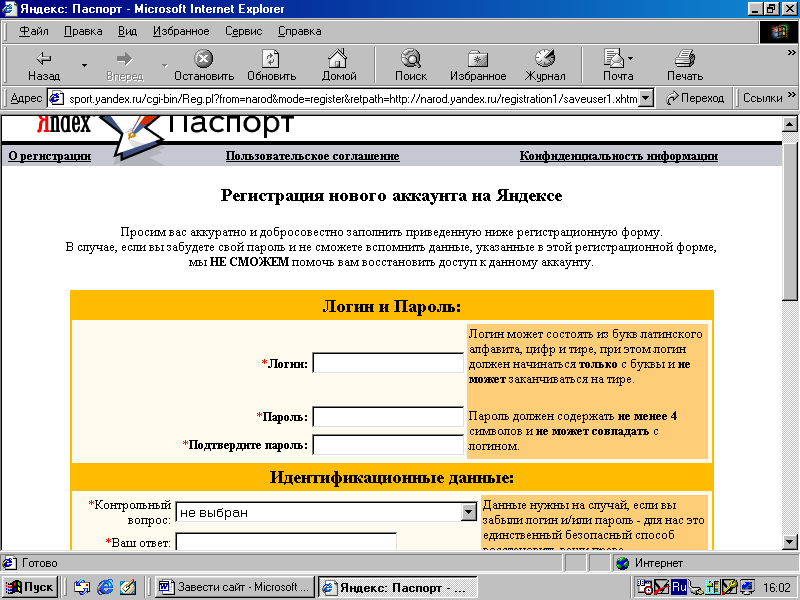 Яндекс: Паспорт - Microsoft Internet Explorer
Файл Правка Вид Избранное Сервис Справка
Назад Вперед Остановить Обновить Домой Поиск Избранное Журнал Почта Печать
Адрес sport.yandex.ru/cgi-bin/Reg.pl?from=narod&mode=register&retpath=http://narod.yandex.ru/registration1/saveuser1.xhtm Переход Ссылки
Яndex Паспорт
О регистрации Пользовательское соглашение Конфиденциальность информации
Регистрация нового аккаунта на Яндексе
Просим вас аккуратно и добросовестно заполнить приведенную ниже регистрационную форму.
В случае, если вы забудете свой пароль и не сможете вспомнить данные, указанные в этой регистрационной форме,
мы НЕ СМОЖЕМ помочь вам восстановить доступ к данному аккаунту.
Логин и Пароль:
*Логин:
Логин может состоять из букв латинского
алфавита, цифр и тире, при этом логин
должен начинаться только с буквы и не
может заканчиваться на тире.
*Пароль:
*Подтвердите пароль:
Пароль должен содержать не менее 4
символов и не может совпадать с
логином.
Идентификационные данные:
*Контрольный
вопрос:
не выбран
*Ваш ответ:
Данные нужны на случай, если вы
забыли логин и/или пароль - для нас это
единственный безопасный способ
Готово Интернет
Пуск Завести сайт - Microsoft ... Яндекс: Паспорт - ... Ru 16:02